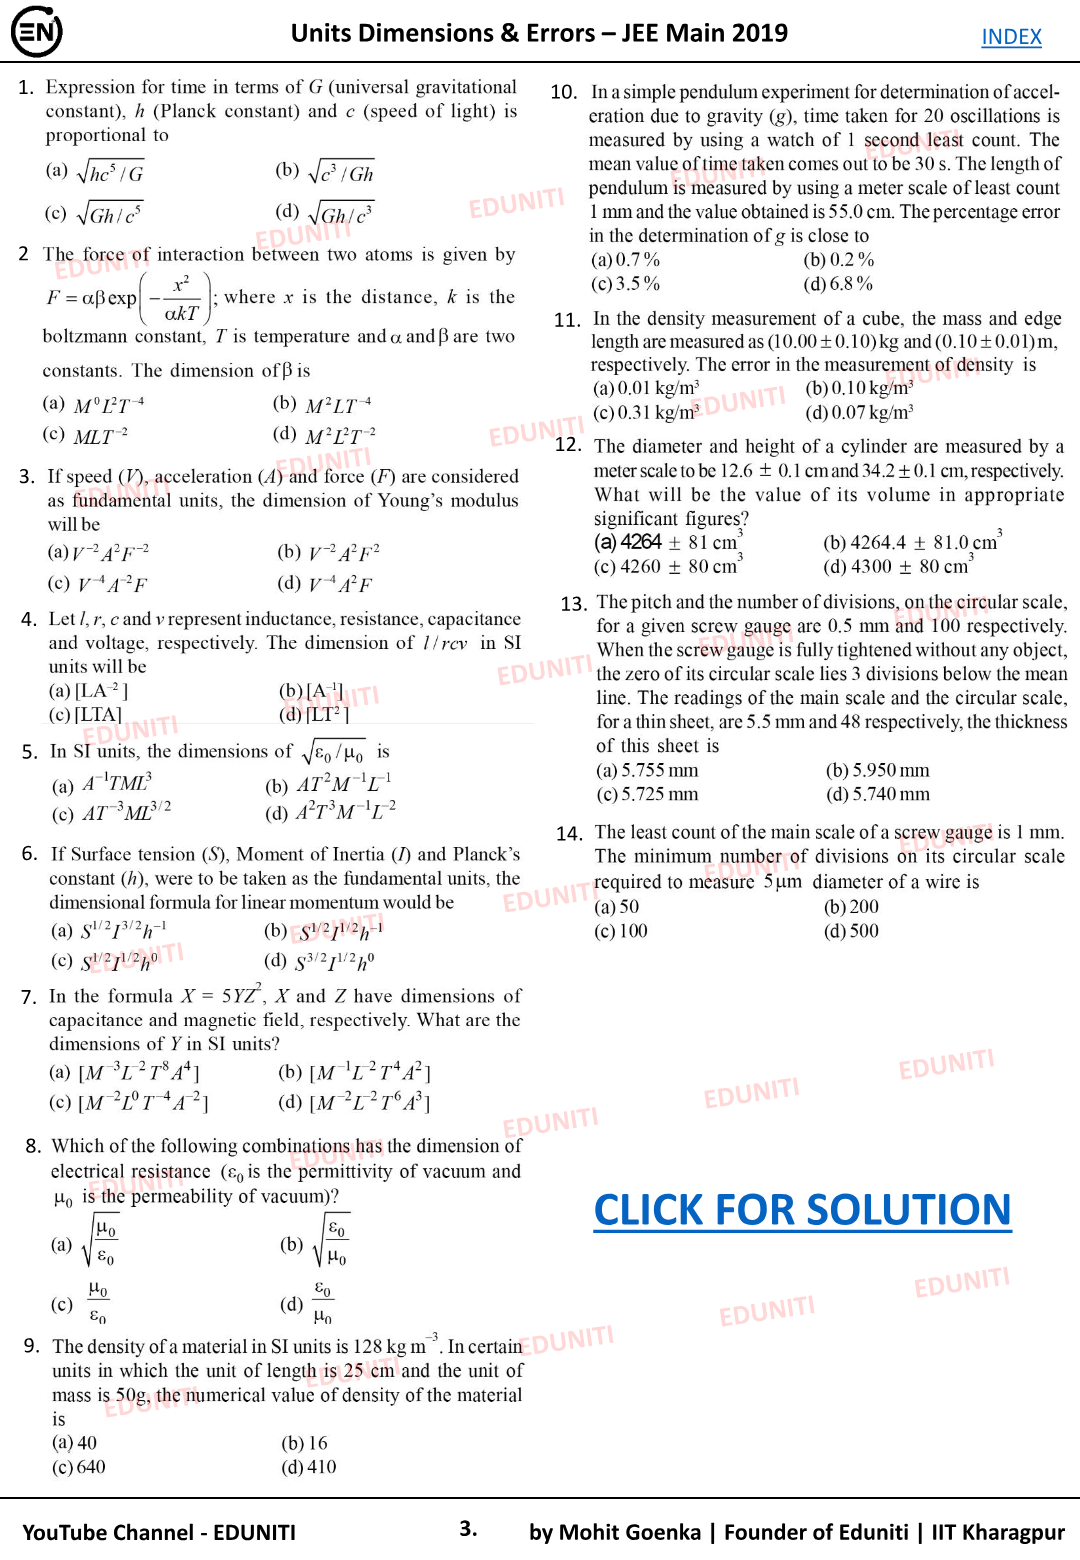 EN
Units Dimensions & Errors – JEE Main 2019
INDEX
1. Expression for time in terms of G (universal gravitational
constant), h (Planck constant) and c (speed of light) is
proportional to
(a) √(hc⁵ / G) (b) √(c³ / Gh)
(c) √(Gh / c⁵) (d) √(Gh / c³)
2 The force of interaction between two atoms is given by
F = αβ exp(−x²/αkT); where x is the distance, k is the
boltzmann constant, T is temperature and α and β are two
constants. The dimension of β is
(a) M⁰L²T⁻⁴ (b) M²LT⁻⁴
(c) MLT⁻² (d) M²L²T⁻²
3. If speed (V), acceleration (A) and force (F) are considered
as fundamental units, the dimension of Young's modulus
will be
(a) V⁻²A²F⁻² (b) V⁻²A²F²
(c) V⁻⁴A⁻²F (d) V⁻⁴A²F
4. Let l, r, c and v represent inductance, resistance, capacitance
and voltage, respectively. The dimension of l/rcv in SI
units will be
(a) [LA⁻²] (b) [A⁻¹]
(c) [LTA] (d) [LT²]
5. In SI units, the dimensions of √(ε₀/μ₀) is
(a) A⁻¹TML³ (b) AT²M⁻¹L⁻¹
(c) AT⁻³ML³/² (d) A²T³M⁻¹L⁻²
6. If Surface tension (S), Moment of Inertia (I) and Planck's
constant (h), were to be taken as the fundamental units, the
dimensional formula for linear momentum would be
(a) S¹/²I³/²h⁻¹ (b) S¹/²I¹/²h⁻¹
(c) S¹/²I¹/²h⁰ (d) S³/²I¹/²h⁰
7. In the formula X = 5YZ², X and Z have dimensions of
capacitance and magnetic field, respectively. What are the
dimensions of Y in SI units?
(a) [M⁻³L⁻²T⁸A⁴] (b) [M⁻¹L⁻²T⁴A²]
(c) [M⁻²L⁰T⁻⁴A⁻²] (d) [M⁻²L⁻²T⁶A³]
8. Which of the following combinations has the dimension of
electrical resistance (ε₀ is the permittivity of vacuum and
μ₀ is the permeability of vacuum)?
(a) √(μ₀/ε₀) (b) √(ε₀/μ₀)
(c) μ₀/ε₀ (d) ε₀/μ₀
9. The density of a material in SI units is 128 kg m⁻³. In certain
units in which the unit of length is 25 cm and the unit of
mass is 50g, the numerical value of density of the material
is
(a) 40 (b) 16
(c) 640 (d) 410
10. In a simple pendulum experiment for determination of accel-
eration due to gravity (g), time taken for 20 oscillations is
measured by using a watch of 1 second least count. The
mean value of time taken comes out to be 30 s. The length of
pendulum is measured by using a meter scale of least count
1 mm and the value obtained is 55.0 cm. The percentage error
in the determination of g is close to
(a) 0.7% (b) 0.2%
(c) 3.5% (d) 6.8%
11. In the density measurement of a cube, the mass and edge
length are measured as (10.00 ± 0.10) kg and (0.10 ± 0.01) m,
respectively. The error in the measurement of density is
(a) 0.01 kg/m³ (b) 0.10 kg/m³
(c) 0.31 kg/m³ (d) 0.07 kg/m³
12. The diameter and height of a cylinder are measured by a
meter scale to be 12.6 ± 0.1 cm and 34.2 ± 0.1 cm, respectively.
What will be the value of its volume in appropriate
significant figures?
(a) 4264 ± 81 cm³ (b) 4264.4 ± 81.0 cm³
(c) 4260 ± 80 cm³ (d) 4300 ± 80 cm³
13. The pitch and the number of divisions, on the circular scale,
for a given screw gauge are 0.5 mm and 100 respectively.
When the screw gauge is fully tightened without any object,
the zero of its circular scale lies 3 divisions below the mean
line. The readings of the main scale and the circular scale,
for a thin sheet, are 5.5 mm and 48 respectively, the thickness
of this sheet is
(a) 5.755 mm (b) 5.950 mm
(c) 5.725 mm (d) 5.740 mm
14. The least count of the main scale of a screw gauge is 1 mm.
The minimum number of divisions on its circular scale
required to measure 5μm diameter of a wire is
(a) 50 (b) 200
(c) 100 (d) 500
CLICK FOR SOLUTION
YouTube Channel - EDUNITI
3.
by Mohit Goenka | Founder of Eduniti | IIT Kharagpur